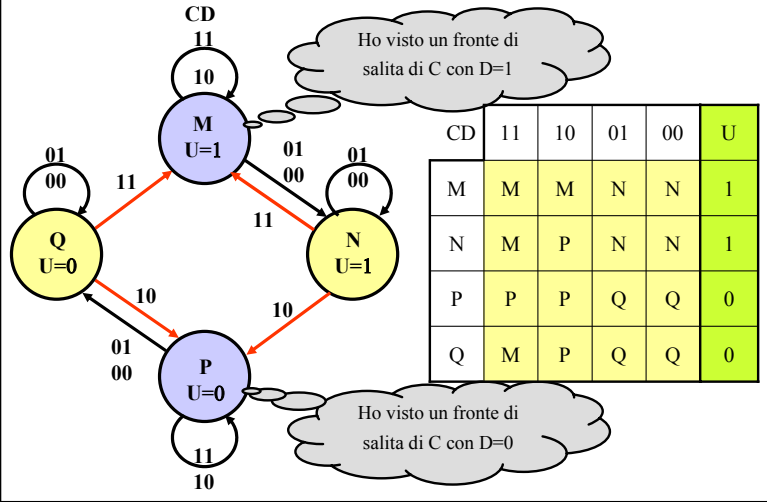 CD
11
10
M
U=1
Ho visto un fronte di
salita di C con D=1
01
00
11
Q
U=0
01
00
11
01
00
N
U=1
10
10
01
00
P
U=0
11
10
Ho visto un fronte di
salita di C con D=0
CD 11 10 01 00 U
M M M N N 1
N M P N N 1
P P P Q Q 0
Q M P Q Q 0